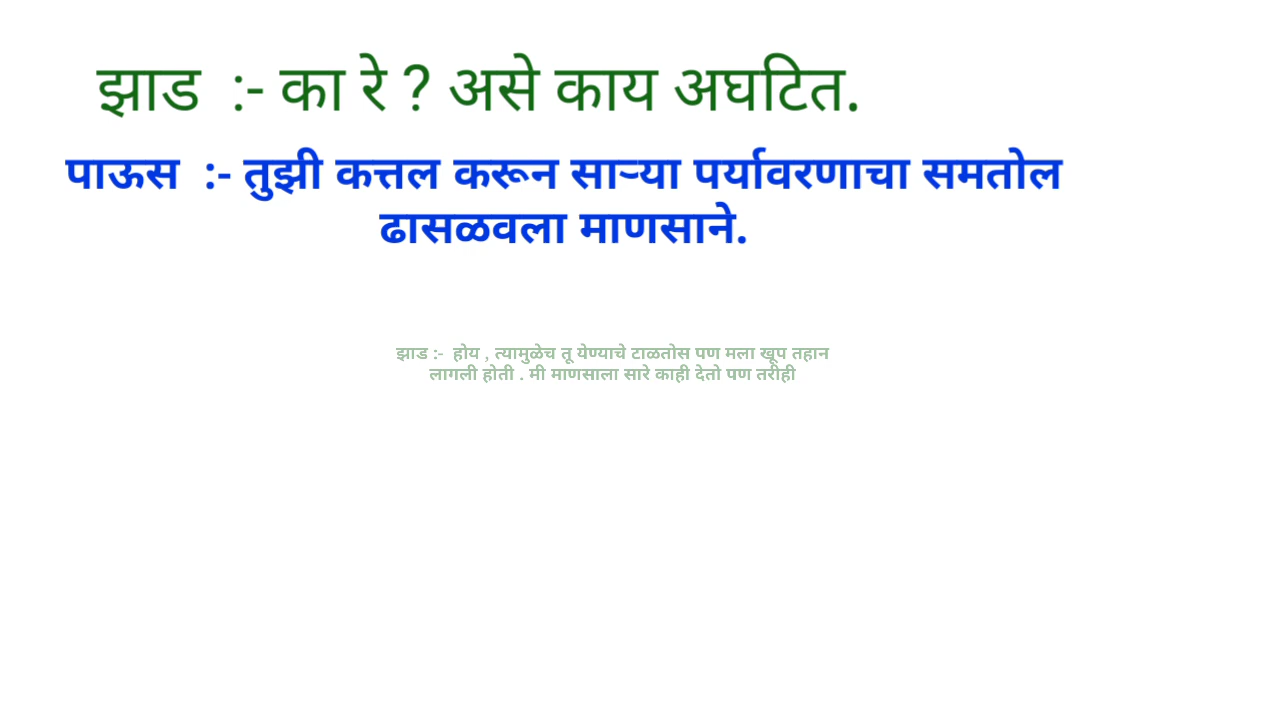 झाड  :- का रे ? असे काय अघटित.
पाऊस  :- तुझी कत्तल करून साऱ्या पर्यावरणाचा समतोल
ढासळवला माणसाने.
झाड :-  होय , त्यामुळेच तू येण्याचे टाळतोस पण मला खूप तहान
लागली होती . मी माणसाला सारे काही देतो पण तरीही